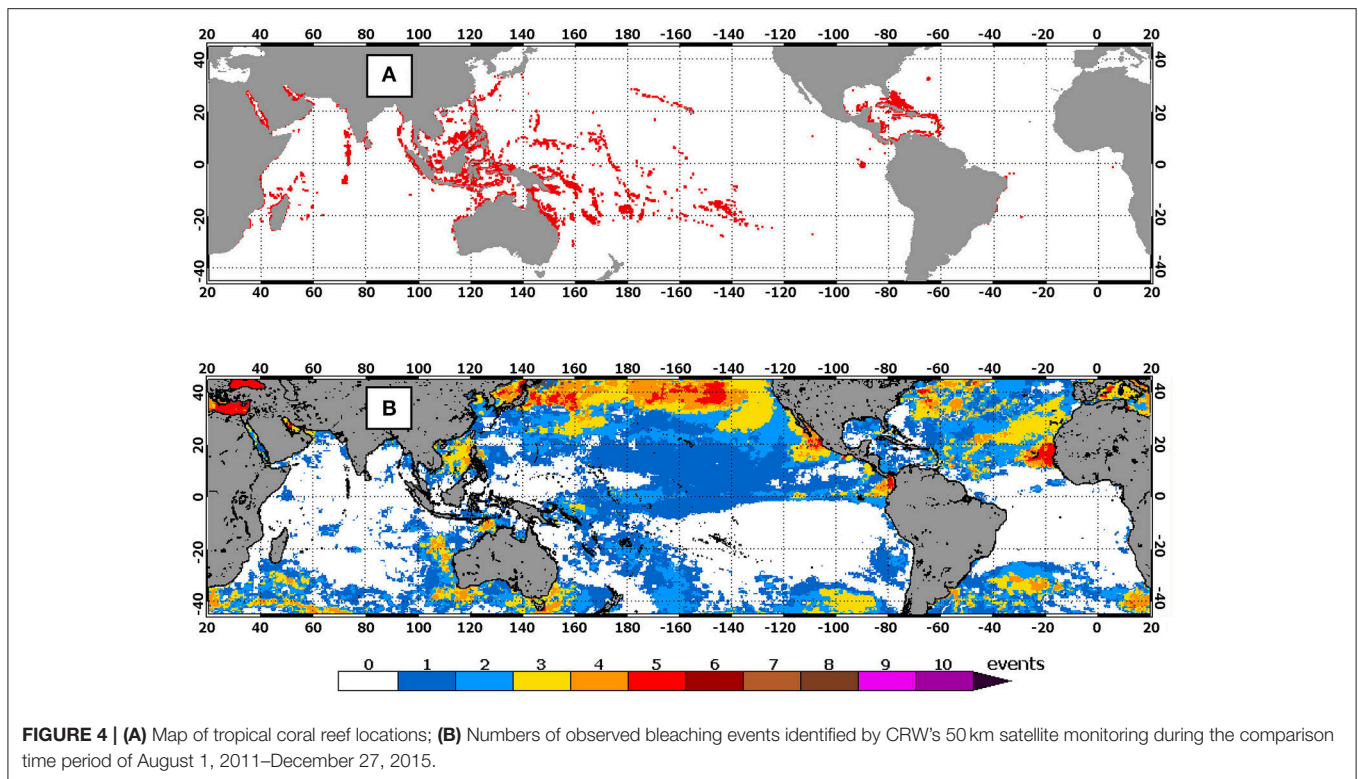 20 40 60 80 100 120 140 160 180 -160 -140 -120 -100 -80 -60 -40 -20 0 20
A
40 40
20 20
0 0
-20 -20
-40 -40
20 40 60 80 100 120 140 160 180 -160 -140 -120 -100 -80 -60 -40 -20 0 20
20 40 60 80 100 120 140 160 180 -160 -140 -120 -100 -80 -60 -40 -20 0 20
B
40 40
20 20
0 0
-20 -20
-40 -40
20 40 60 80 100 120 140 160 180 -160 -140 -120 -100 -80 -60 -40 -20 0 20
0 1 2 3 4 5 6 7 8 9 10 events
FIGURE 4 | (A) Map of tropical coral reef locations; (B) Numbers of observed bleaching events identified by CRW's 50 km satellite monitoring during the comparison
time period of August 1, 2011–December 27, 2015.